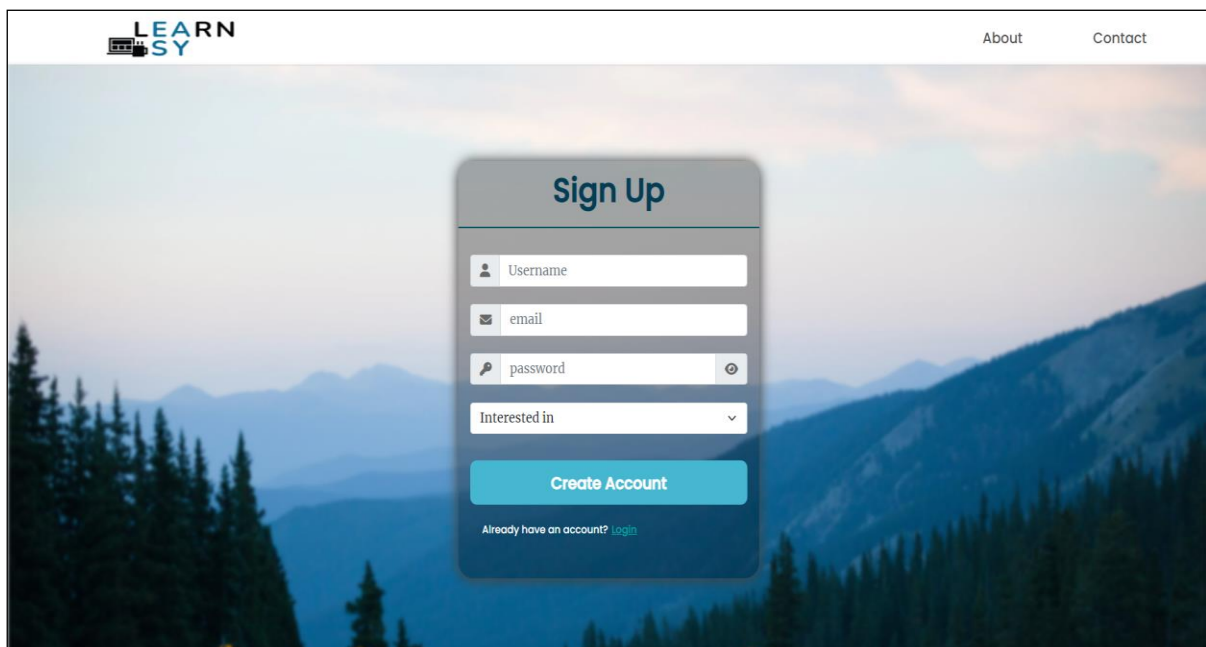 LEARN
SY
About
Contact
Sign Up
Username
email
password
Interested in
Create Account
Already have an account? Login